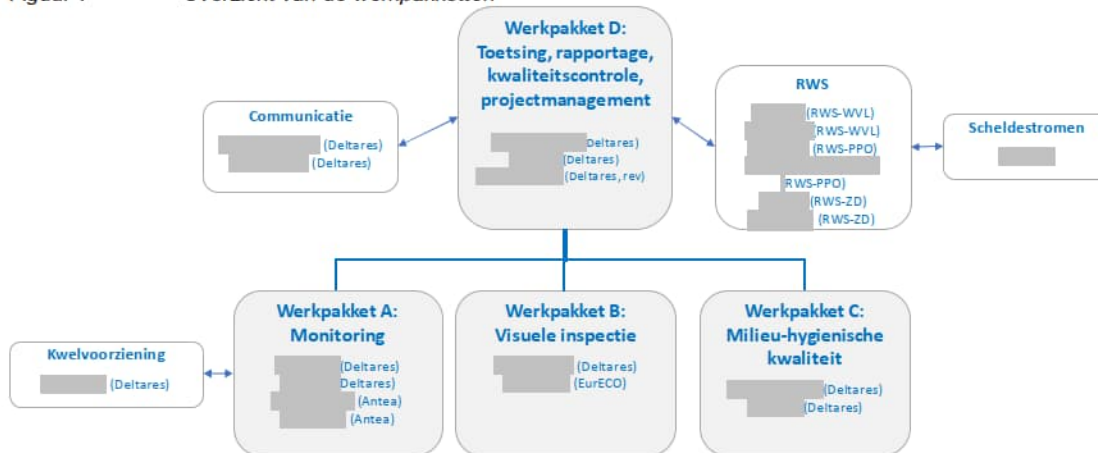 Werkpakket D:
Toetsing, rapportage,
kwaliteitscontrole,
projectmanagement
Deltares)
(Deltares)
(Deltares, rev)
Communicatie
(Deltares)
(Deltares)
RWS
(RWS-WVL)
(RWS-WVL)
(RWS-PPO)
RWS-PPO)
(RWS-ZD)
(RWS-ZD)
Scheldestromen
Werkpakket A:
Monitoring
(Deltares)
Deltares)
(Antea)
(Antea)
Kwelvoorziening
(Deltares)
Werkpakket B:
Visuele inspectie
(Deltares)
(EurECO)
Werkpakket C:
Milieu-hygienische
kwaliteit
(Deltares)
(Deltares)